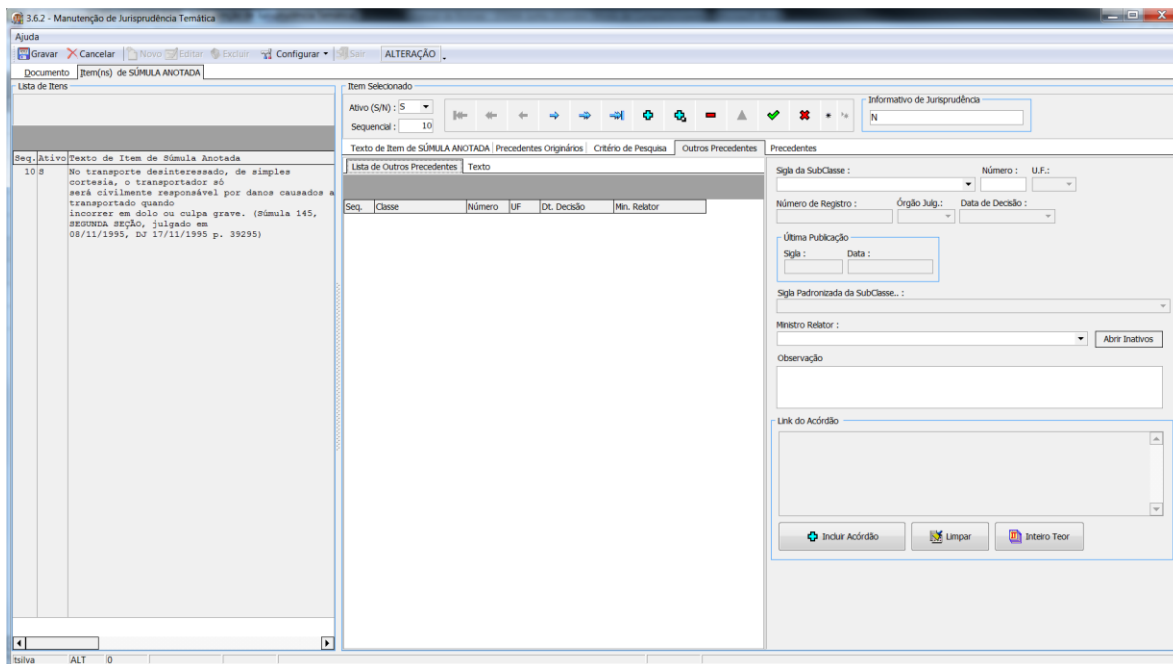 3.6.2 - Manutenção de Jurisprudência Temática
Ajuda
Gravar Cancelar Novo Editar Excluir Configurar Sair ALTERAÇÃO
Documento Item(ns) de SÚMULA ANOTADA
Lista de Itens
Seq. Ativo Texto de Item de Súmula Anotada
10 S No transporte desinteressado, de simples
cortesia, o transportador só
será civilmente responsável por danos causados a
transportado quando
incorrer em dolo ou culpa grave. (Súmula 145,
SEGUNDA SEÇÃO, julgado em
08/11/1995, DJ 17/11/1995 p. 39295)
Item Selecionado
Ativo (S/N) : S
Sequencial : 10
Informativo de Jurisprudência
N
Texto de Item de SÚMULA ANOTADA Precedentes Originários Critério de Pesquisa Outros Precedentes Precedentes
Lista de Outros Precedentes Texto
Seq. Classe Número UF Dt. Decisão Min. Relator
Sigla da SubClasse : Número : U.F.:
Número de Registro : Órgão Julg.: Data de Decisão :
Última Publicação
Sigla : Data :
Sigla Padronizada da SubClasse.. :
Ministro Relator :
Abrir Inativos
Observação
Link do Acórdão
Incluir Acórdão Limpar Inteiro Teor
tsilva ALT 0